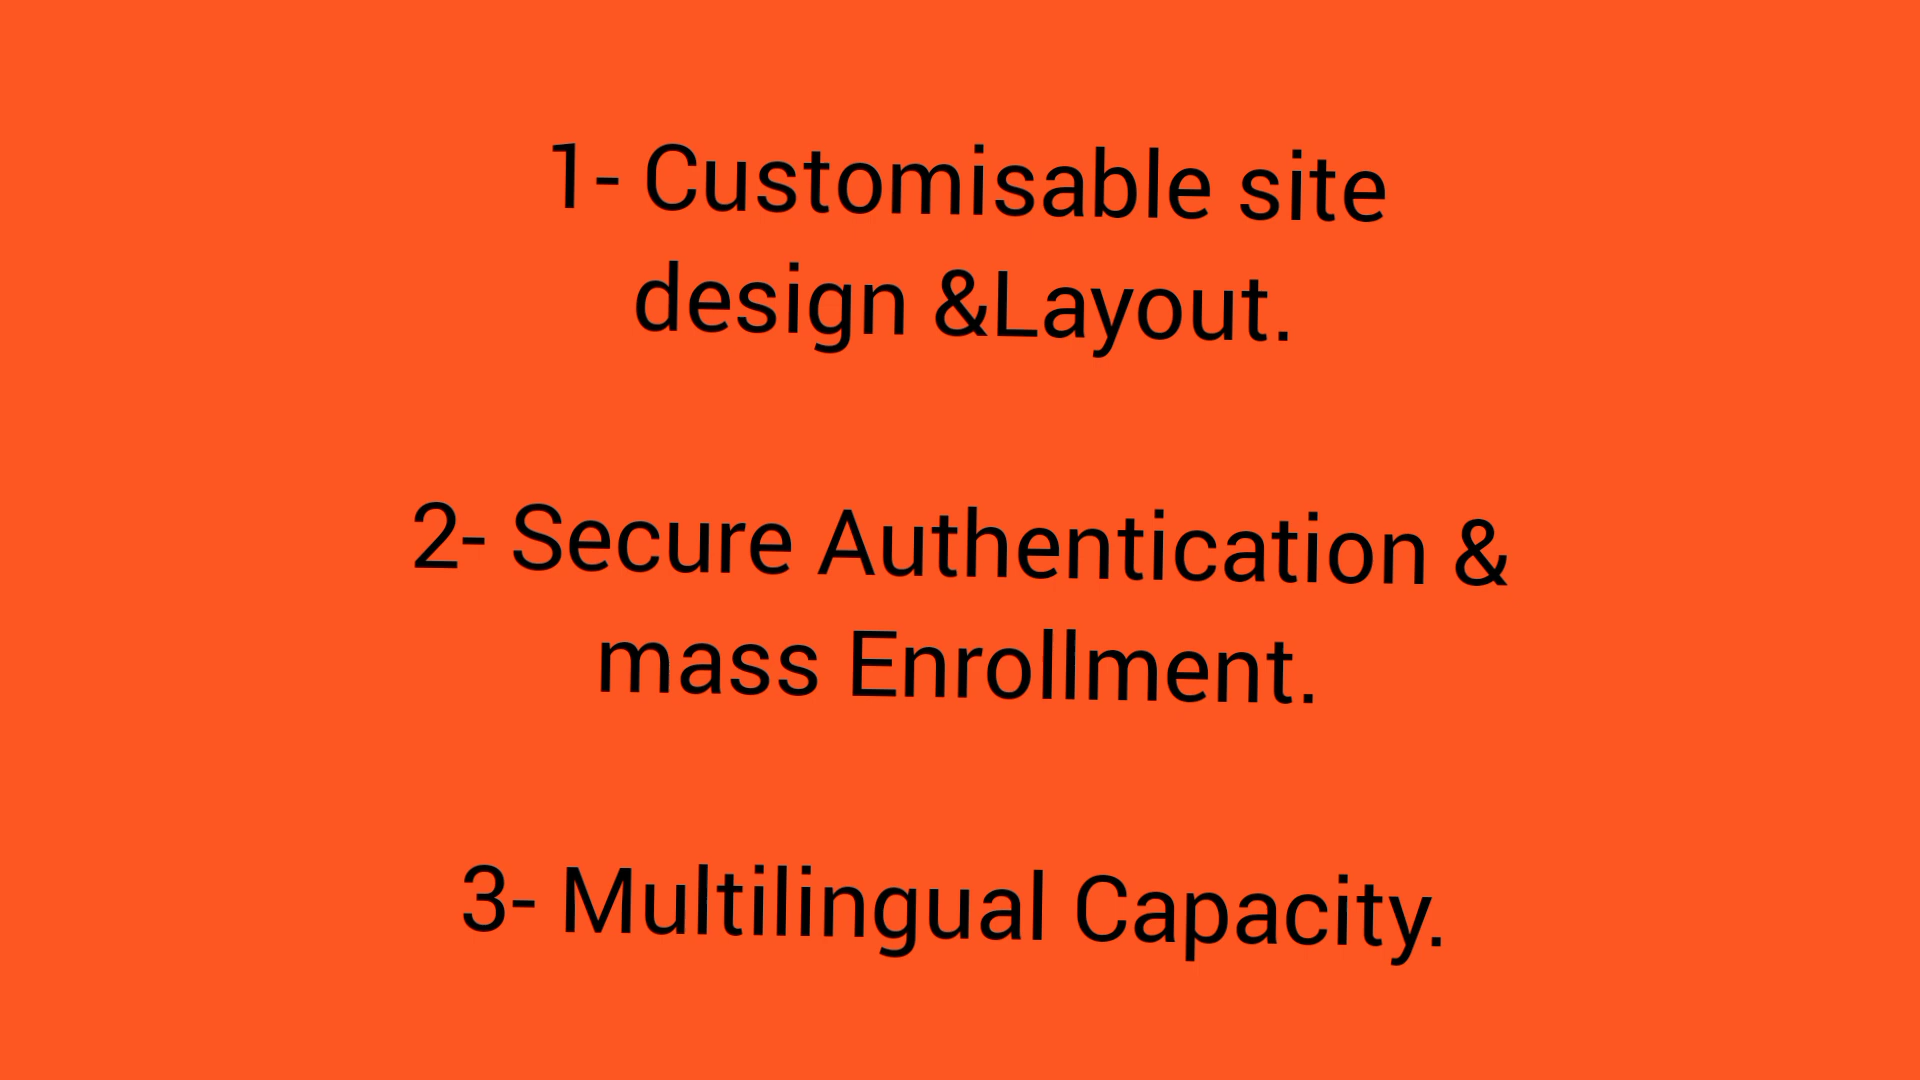 1- Customisable site
design &Layout.
2- Secure Authentication &
mass Enrollment.
3- Multilingual Capacity.